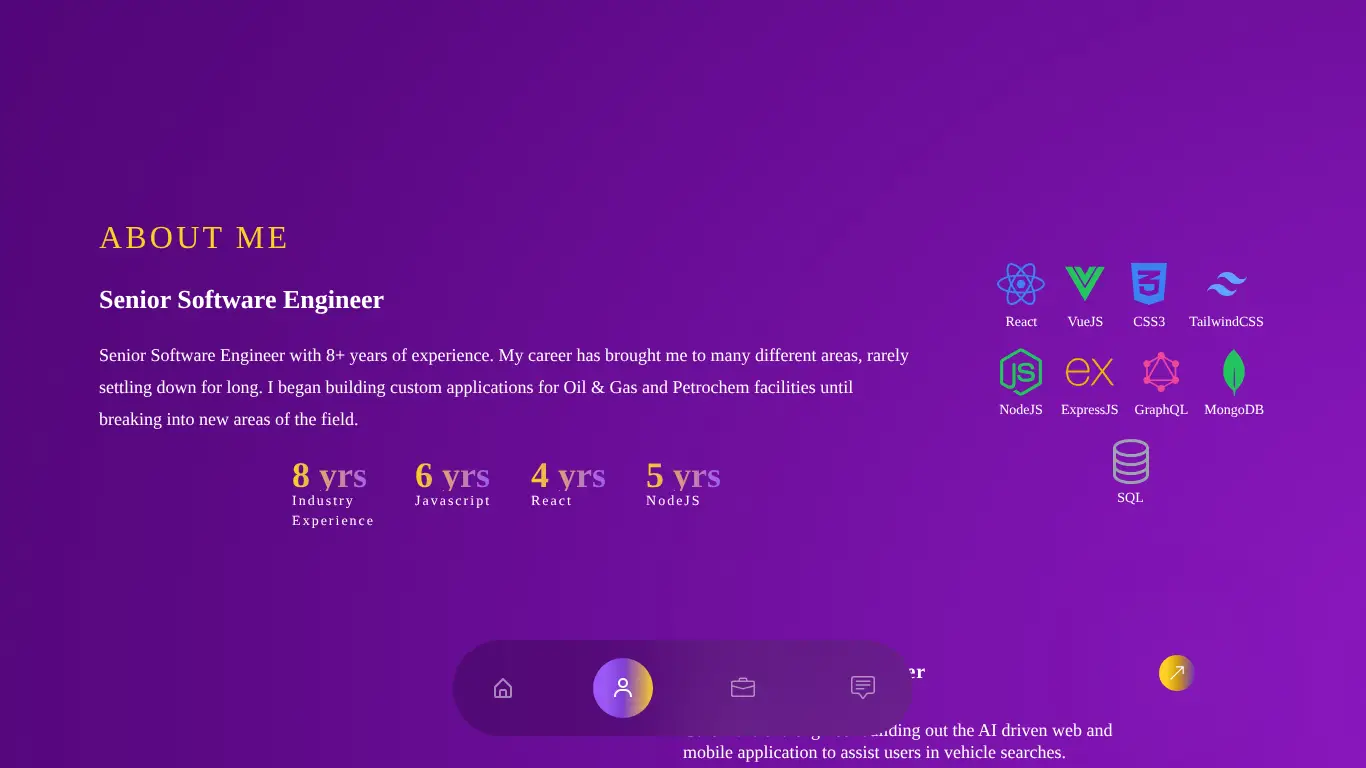 ABOUT ME
Senior Software Engineer
Senior Software Engineer with 8+ years of experience. My career has brought me to many different areas, rarely
settling down for long. I began building custom applications for Oil & Gas and Petrochem facilities until
breaking into new areas of the field.
8 yrs
Industry
Experience
6 yrs
Javascript
4 yrs
React
5 yrs
NodeJS
React
VueJS
CSS3
TailwindCSS
NodeJS
ExpressJS
GraphQL
MongoDB
SQL
out the AI driven web and
mobile application to assist users in vehicle searches.